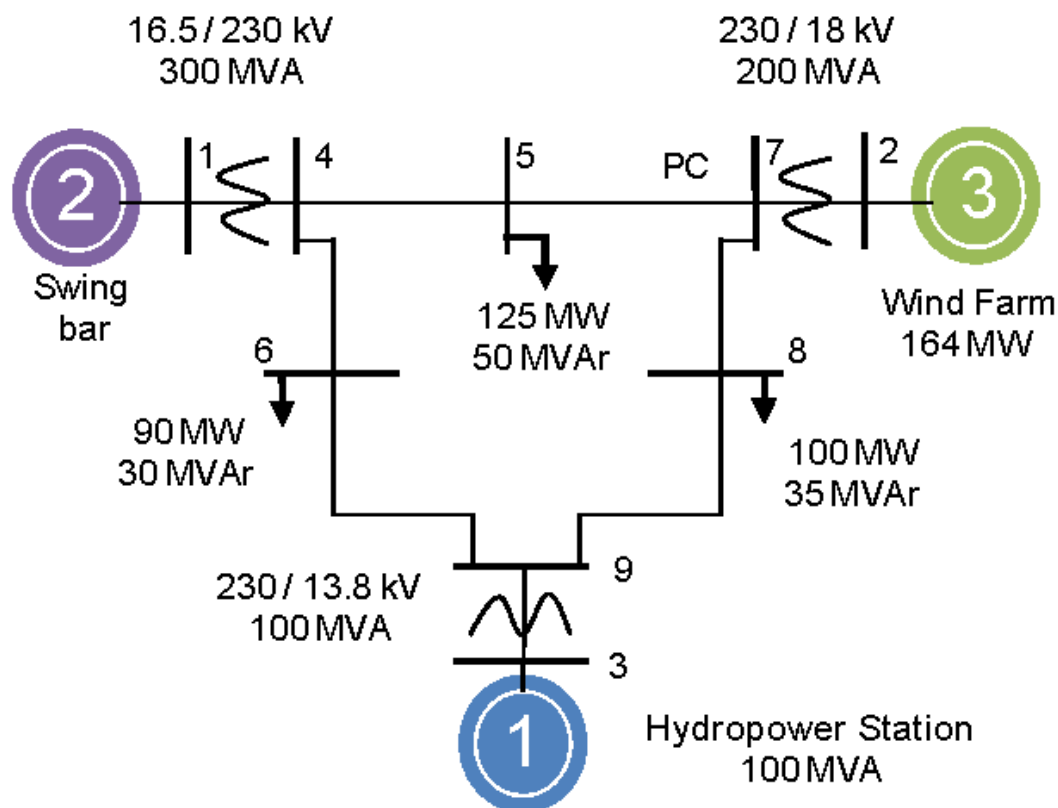 16.5 / 230 kV
300 MVA
230 / 18 kV
200 MVA
2
1
4
5
PC
7
2
3
Swing
bar
125 MW
50 MVAr
Wind Farm
164 MW
6
8
90 MW
30 MVAr
100 MW
35 MVAr
230 / 13.8 kV
100 MVA
9
3
1
Hydropower Station
100 MVA